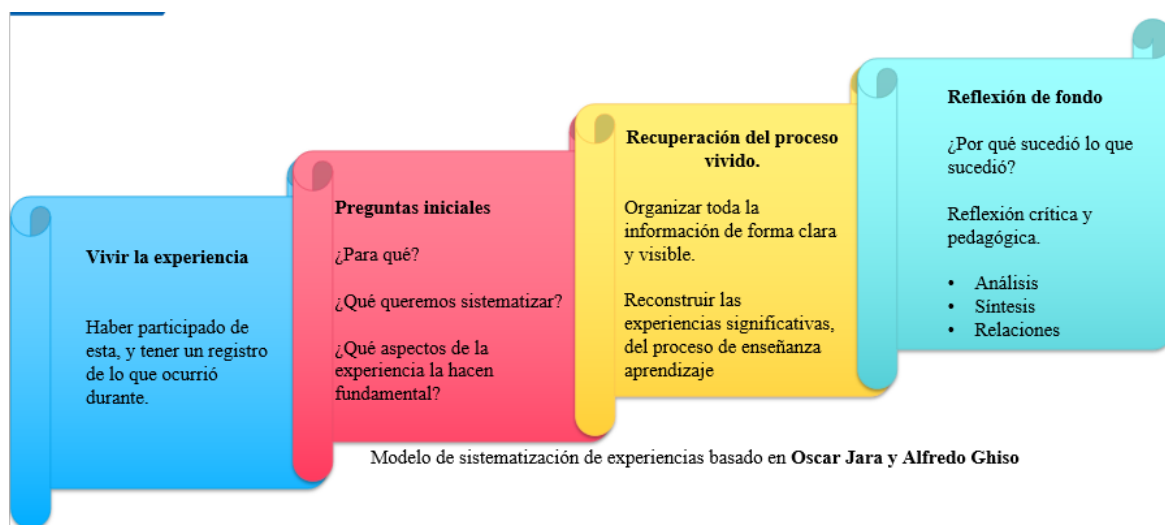 Vivir la experiencia
Haber participado de
esta, y tener un registro
de lo que ocurrió
durante.
Preguntas iniciales
¿Para qué?
¿Qué queremos sistematizar?
¿Qué aspectos de la
experiencia la hacen
fundamental?
Recuperación del proceso
vivido.
Organizar toda la
información de forma clara
y visible.
Reconstruir las
experiencias significativas,
del proceso de enseñanza
aprendizaje
Reflexión de fondo
¿Por qué sucedió lo que
sucedió?
Reflexión crítica y
pedagógica.
• Análisis
• Síntesis
• Relaciones
Modelo de sistematización de experiencias basado en Oscar Jara y Alfredo Ghiso